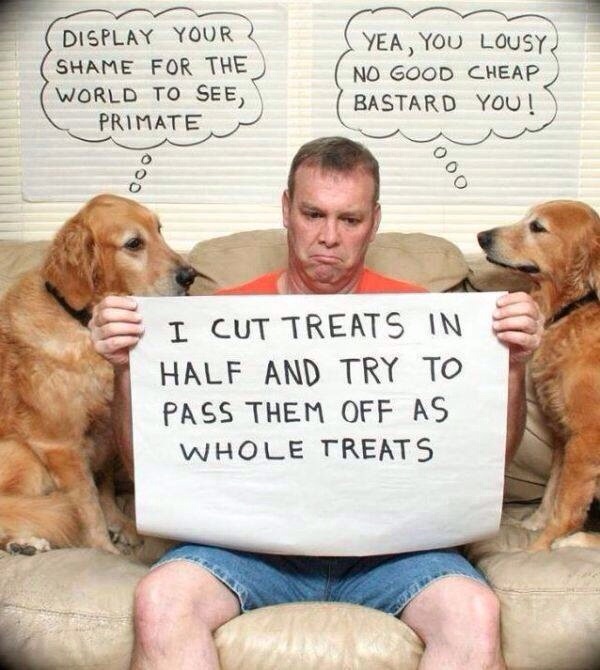 DISPLAY YOUR
SHAME FOR THE
WORLD TO SEE,
PRIMATE
YEA, YOU LOUSY
NO GOOD CHEAP
BASTARD YOU!
I CUT TREATS IN
HALF AND TRY TO
PASS THEM OFF AS
WHOLE TREATS